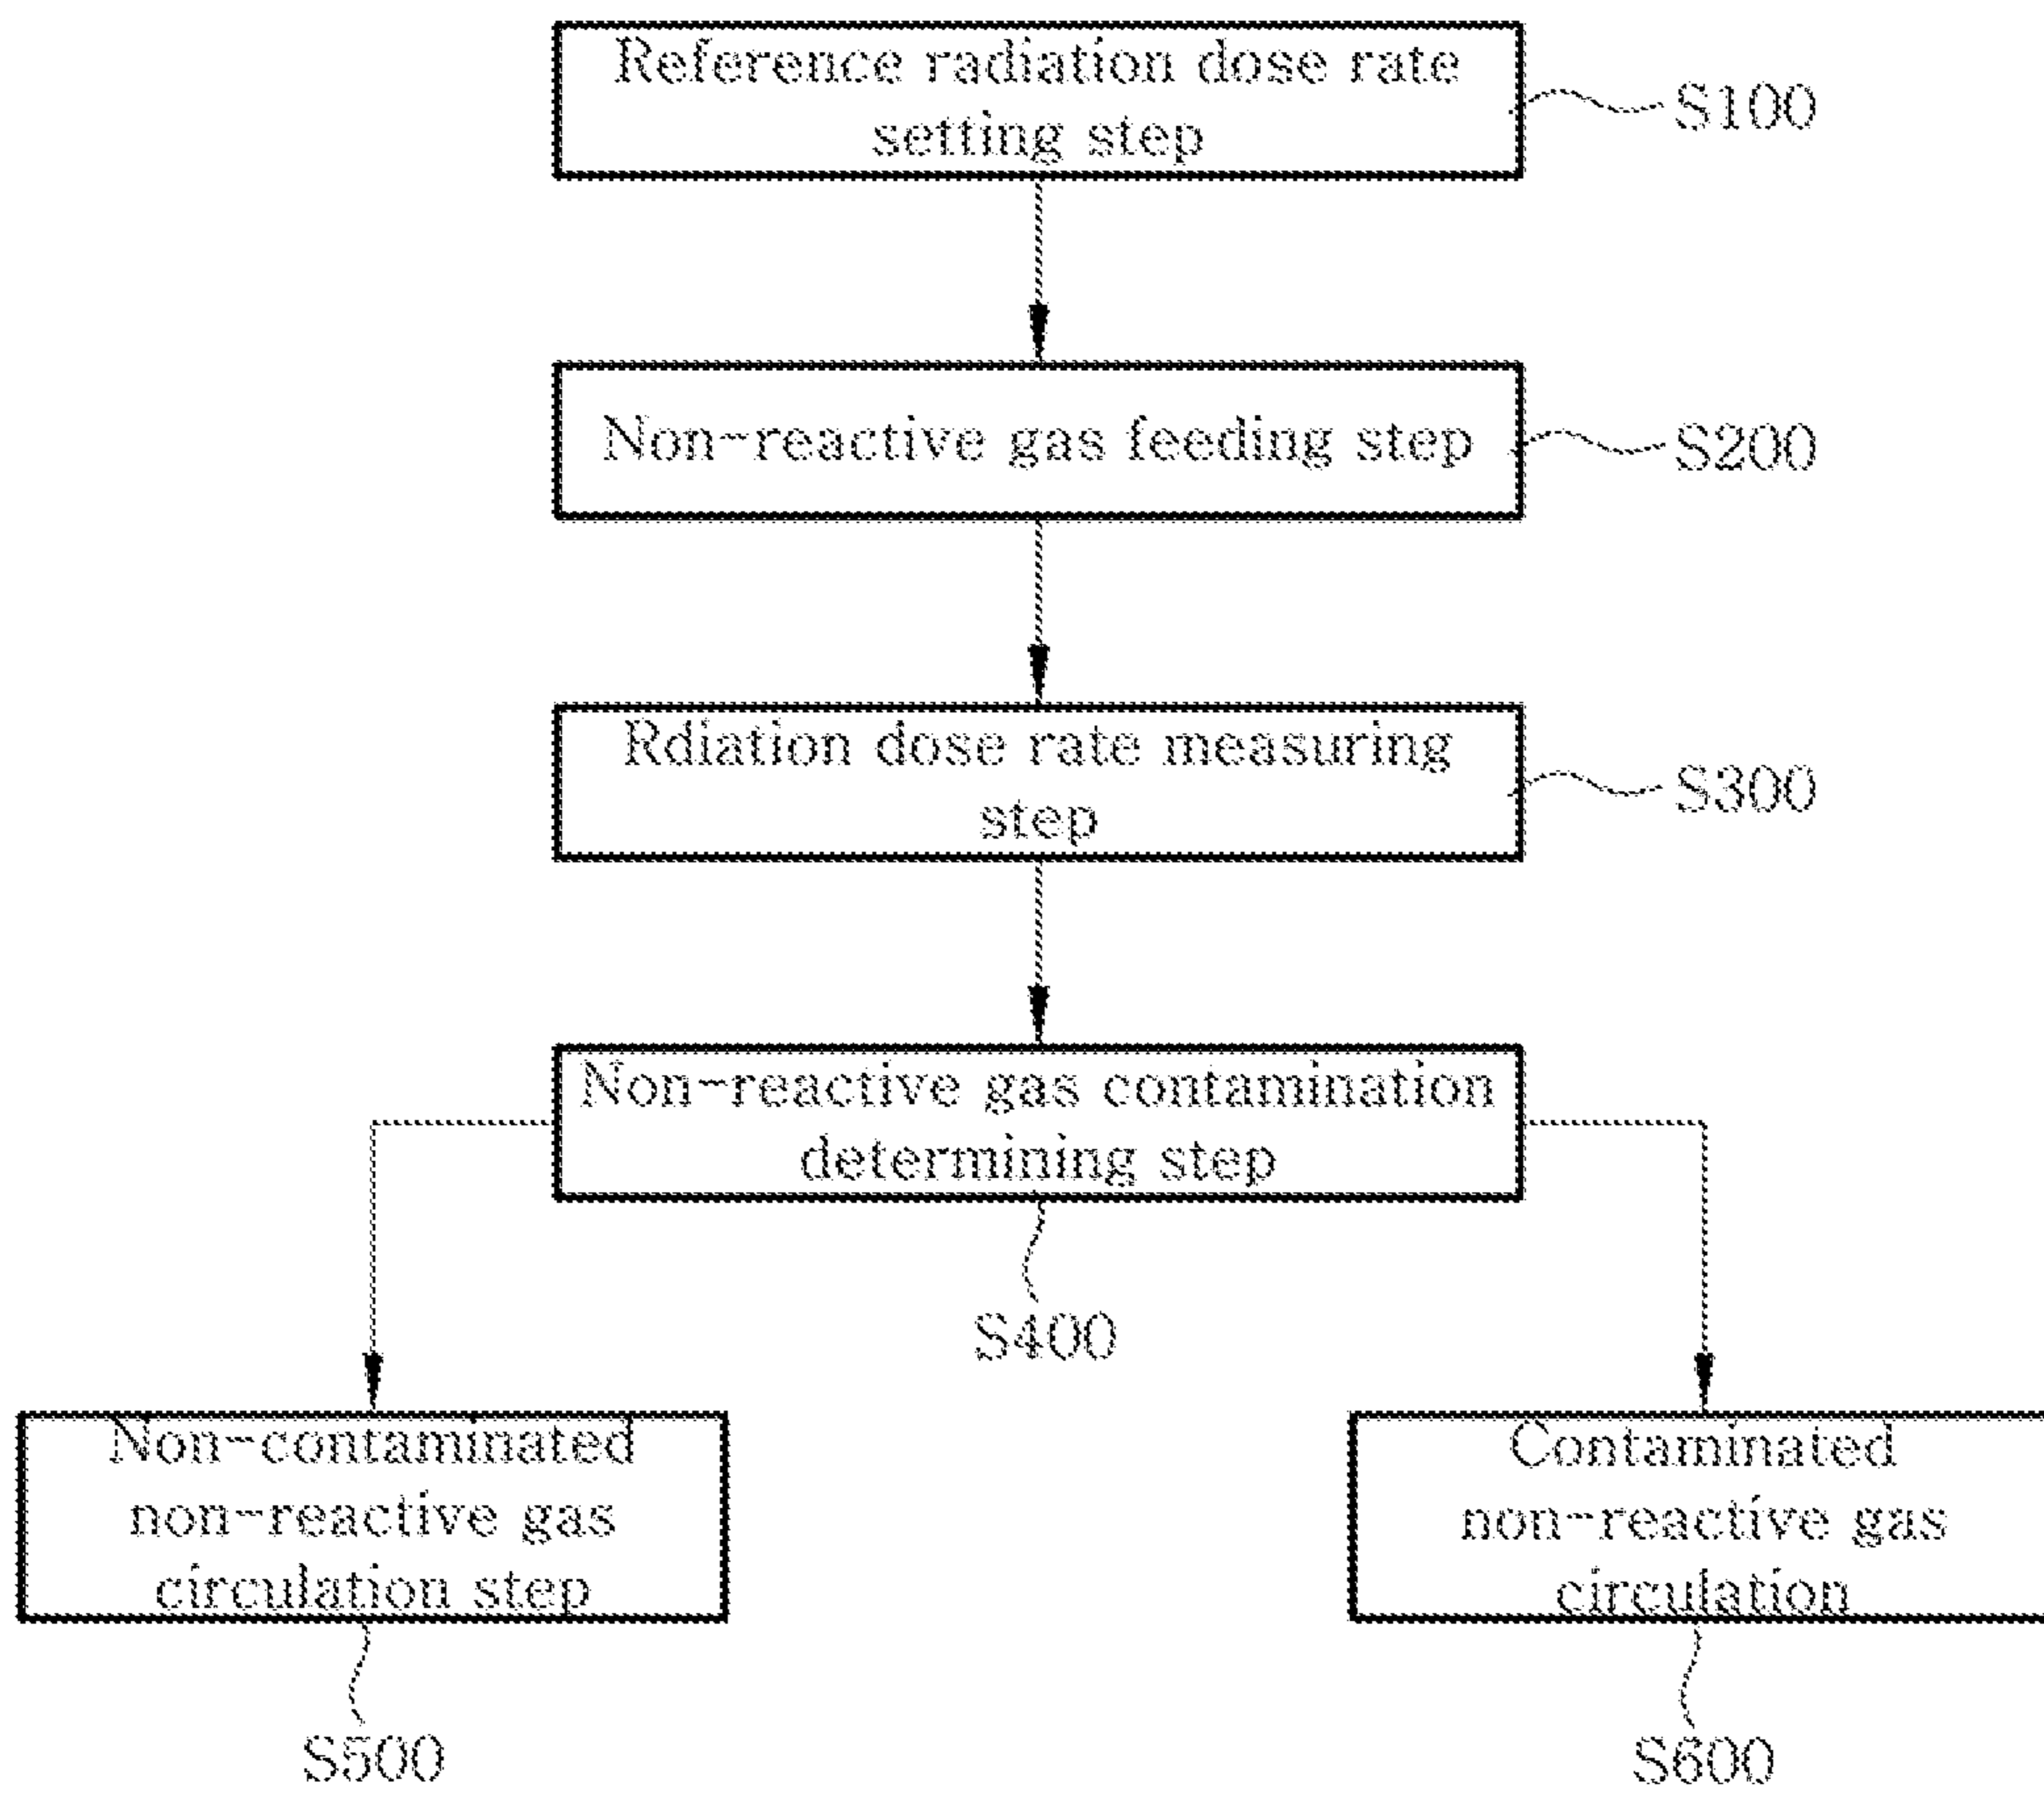 Reference radiation dose rate
setting step
S100
Non-reactive gas feeding step
S200
Rdiation dose rate measuring
step
S300
Non-reactive gas contamination
determining step
S400
Non-contaminated
non-reactive gas
circulation step
S500
Contaminated
non-reactive gas
circulation
S600